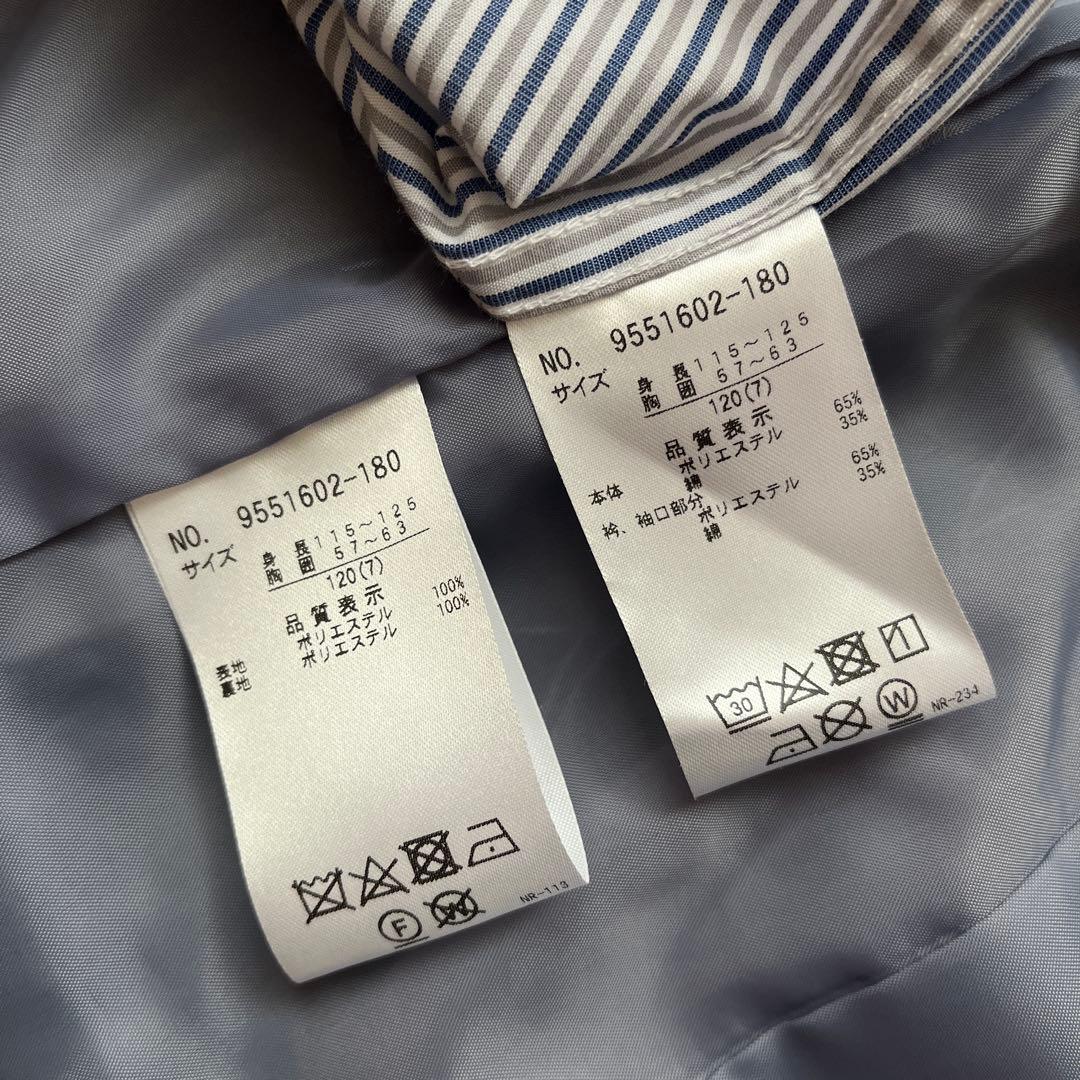 NO. 9551602-180
サイズ 身長115～125
胸囲 57～63
120(7)
品質表示
表地 ポリエステル 100%
裏地 ポリエステル 100%
F
W
NR-113
NO. 9551602-180
サイズ 身長115～125
胸囲 57～63
120(7)
品質表示
本体 ポリエステル 65%
綿 35%
衿、袖口部分 ポリエステル 65%
綿 35%
30
1
W
NR-234